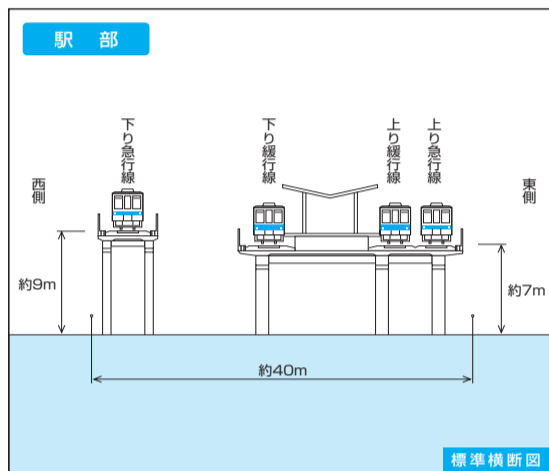 駅 部
下り急行線
下り緩行線
上り緩行線
上り急行線
西側
東側
約9m
約7m
約40m
標準横断図